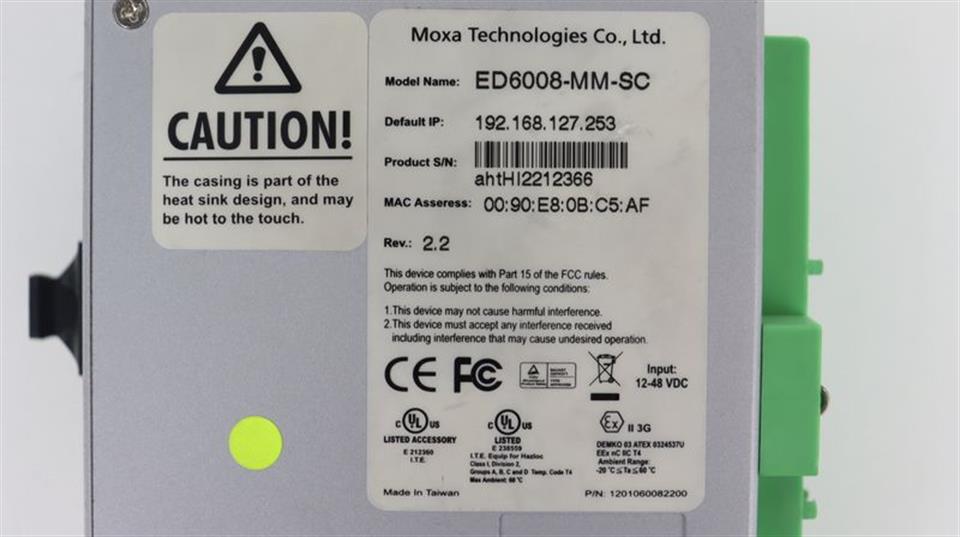 CAUTION!
The casing is part of the
heat sink design, and may
be hot to the touch.
Moxa Technologies Co., Ltd.
Model Name: ED6008-MM-SC
Default IP: 192.168.127.253
Product S/N:
ahtHI2212366
MAC Asseress: 00:90:E8:0B:C5:AF
Rev.: 2.2
This device complies with Part 15 of the FCC rules.
Operation is subject to the following conditions:
1.This device may not cause harmful interference.
2.This device must accept any interference received
including interference that may cause undesired operation.
CE FC
Input:
12-48 VDC
C UL US
LISTED ACCESSORY
E 212360
I.T.E.
C UL US
LISTED
E 238559
I.T.E. Equip for Hazloc
Class I, Division 2,
Groups A, B, C and D Temp. Code T4
Max Ambient: 60 °C
Ex II 3G
DEMKO 03 ATEX 0324537U
EEx nC IIC T4
Ambient Range:
-20 °C ≤ Ta ≤ 60 °C
Made In Taiwan
P/N: 1201060082200